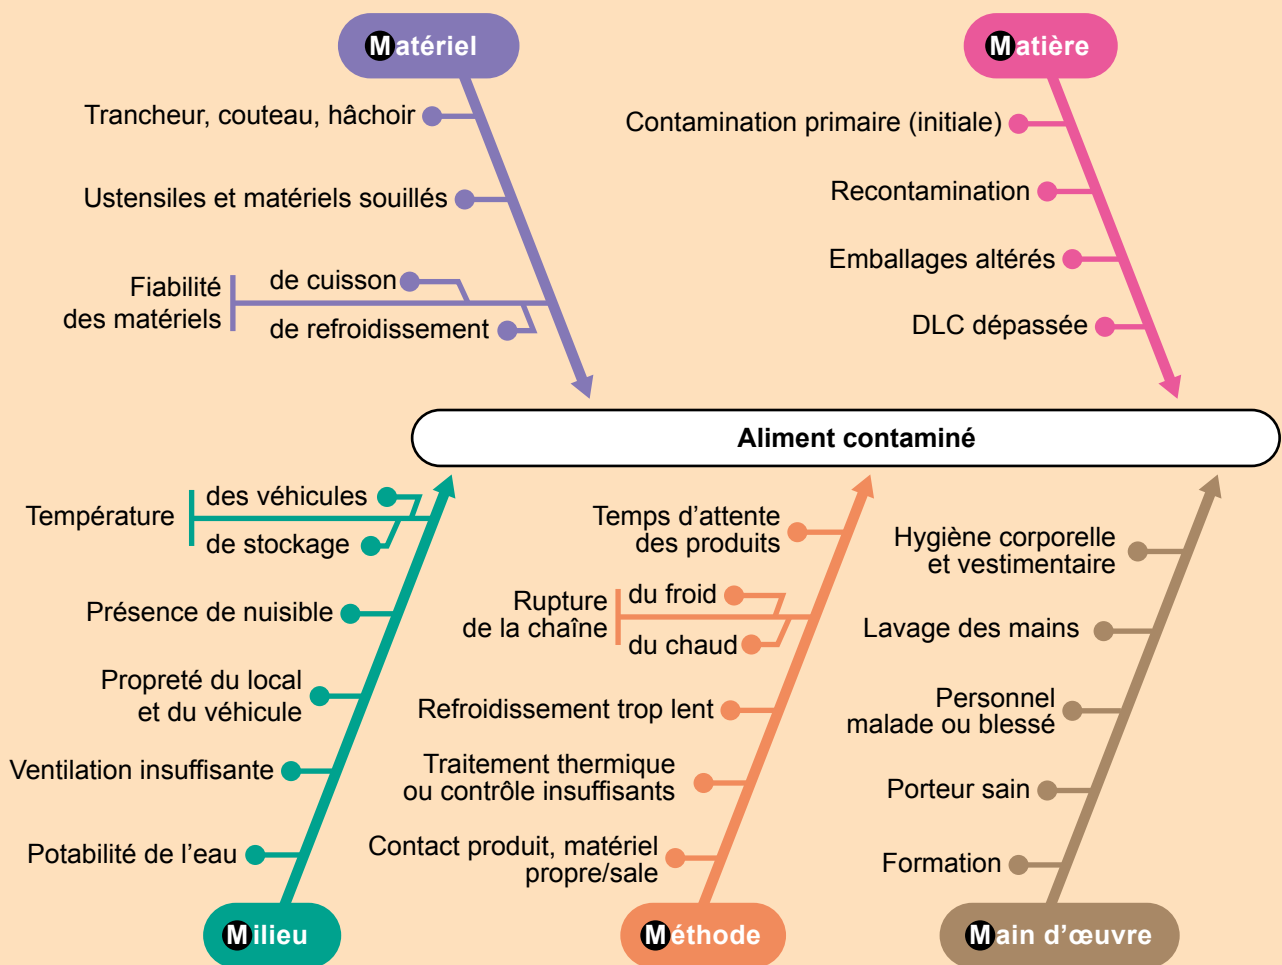 Matériel
Trancheur, couteau, hâchoir
Ustensiles et matériels souillés
Fiabilité
des matériels
de cuisson
de refroidissement
Matière
Contamination primaire (initiale)
Recontamination
Emballages altérés
DLC dépassée
Aliment contaminé
Température
des véhicules
de stockage
Présence de nuisible
Propreté du local
et du véhicule
Ventilation insuffisante
Potabilité de l’eau
Milieu
Temps d’attente
des produits
Rupture
de la chaîne
du froid
du chaud
Refroidissement trop lent
Traitement thermique
ou contrôle insuffisants
Contact produit, matériel
propre/sale
Méthode
Hygiène corporelle
et vestimentaire
Lavage des mains
Personnel
malade ou blessé
Porteur sain
Formation
Main d’œuvre